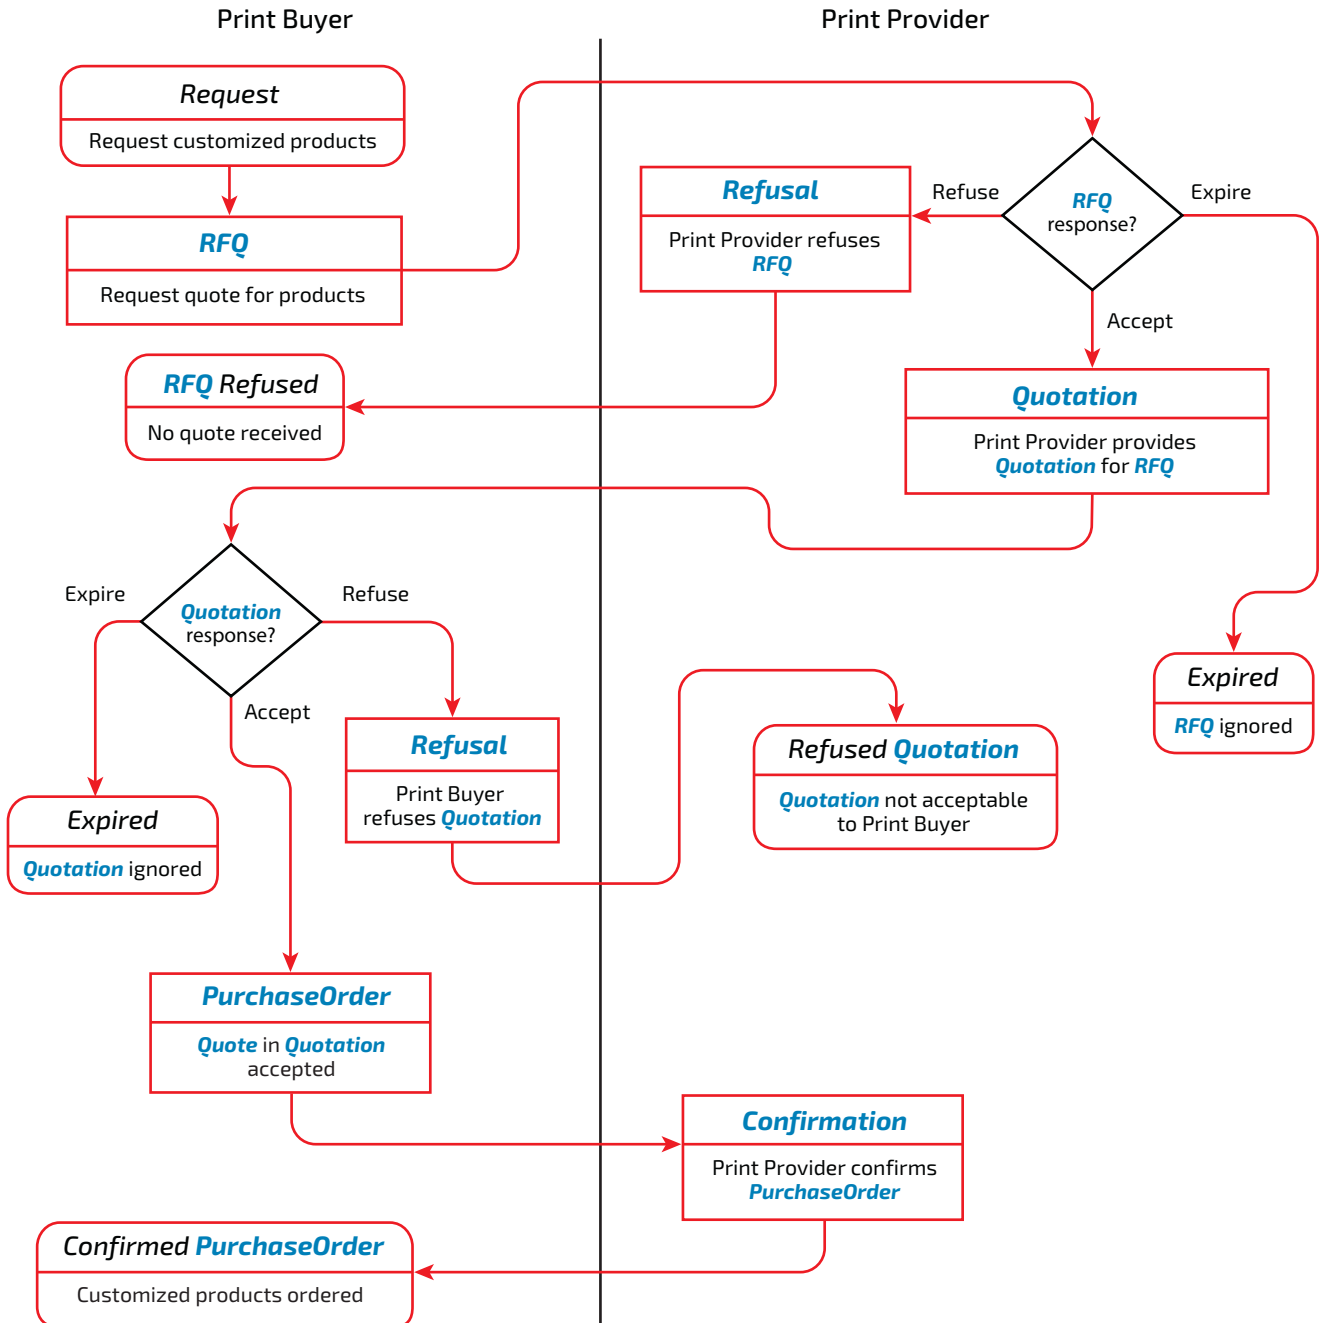 Print Buyer
Print Provider
Request
Request customized products
RFQ
Request quote for products
RFQ
response?
Refuse
Expire
Accept
Refusal
Print Provider refuses
RFQ
RFQ Refused
No quote received
Quotation
Print Provider provides
Quotation for RFQ
Quotation
response?
Expire
Refuse
Accept
Refusal
Print Buyer
refuses Quotation
Refused Quotation
Quotation not acceptable
to Print Buyer
Expired
RFQ ignored
Expired
Quotation ignored
PurchaseOrder
Quote in Quotation
accepted
Confirmation
Print Provider confirms
PurchaseOrder
Confirmed PurchaseOrder
Customized products ordered